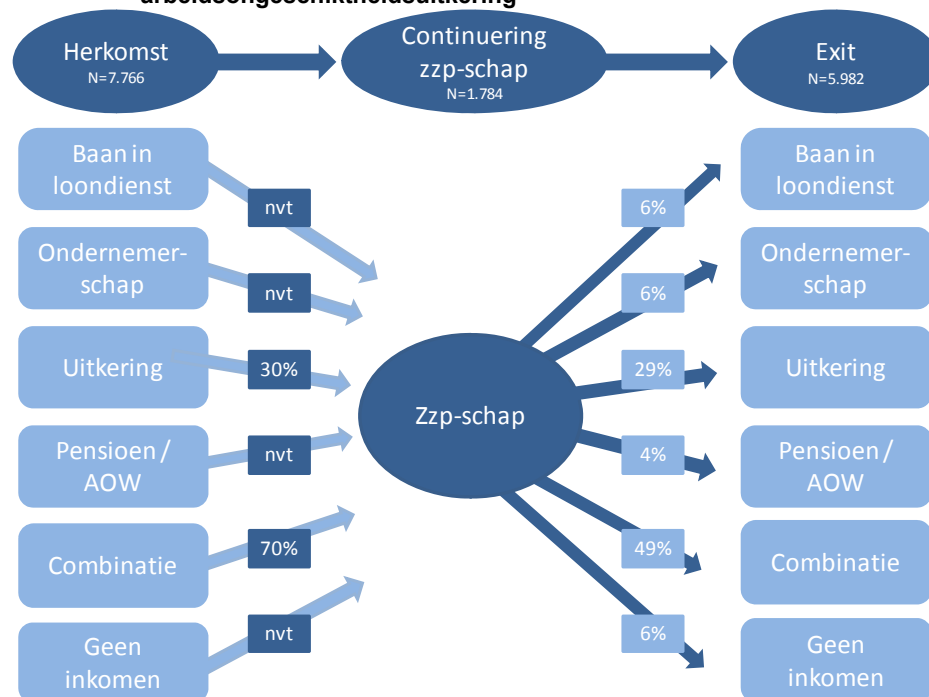 arbeidsongeschiktheidsuitkering
Herkomst
N=7.766
Continuering
zzp-schap
N=1.784
Exit
N=5.982
Baan in
loondienst
nvt
6%
Baan in
loondienst
Ondernemer-
schap
nvt
6%
Ondernemer-
schap
Uitkering
30%
Zzp-schap
29%
Uitkering
Pensioen /
AOW
nvt
4%
Pensioen /
AOW
Combinatie
70%
49%
Combinatie
Geen
inkomen
nvt
6%
Geen
inkomen